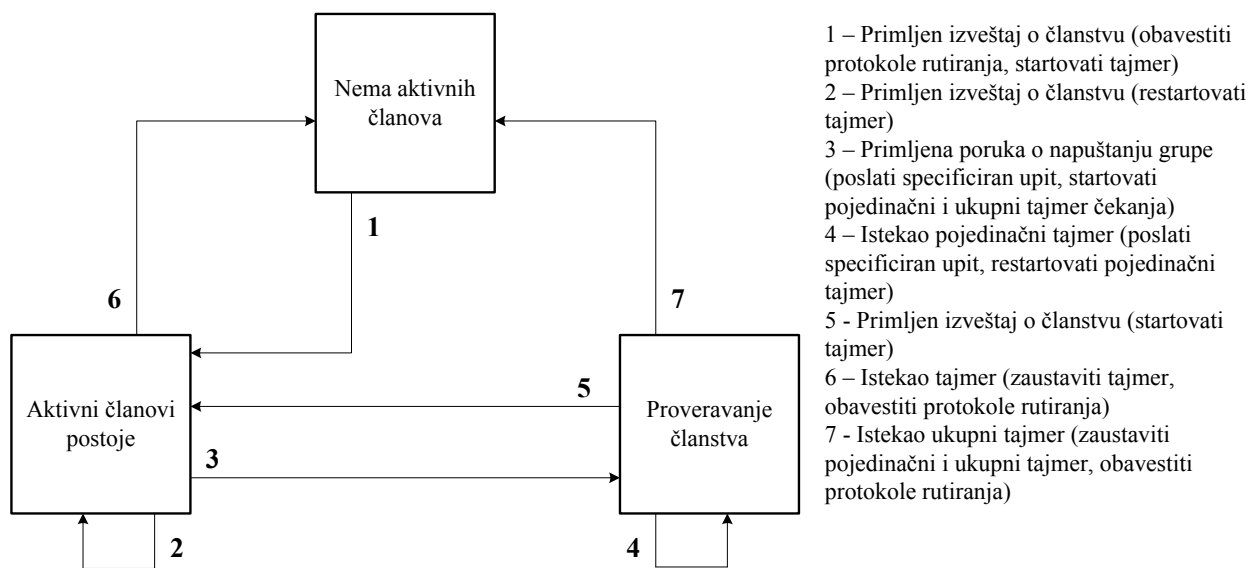 Nema aktivnih
članova
1
6
7
Aktivni članovi
postoje
5
3
Proveravanje
članstva
2
4
1 – Primljen izveštaj o članstvu (obavestiti
protokole rutiranja, startovati tajmer)
2 – Primljen izveštaj o članstvu (restartovati
tajmer)
3 – Primljena poruka o napuštanju grupe
(poslati specificiran upit, startovati
pojedinačni i ukupni tajmer čekanja)
4 – Istekao pojedinačni tajmer (poslati
specificiran upit, restartovati pojedinačni
tajmer)
5 - Primljen izveštaj o članstvu (startovati
tajmer)
6 – Istekao tajmer (zaustaviti tajmer,
obavestiti protokole rutiranja)
7 - Istekao ukupni tajmer (zaustaviti
pojedinačni i ukupni tajmer, obavestiti
protokole rutiranja)